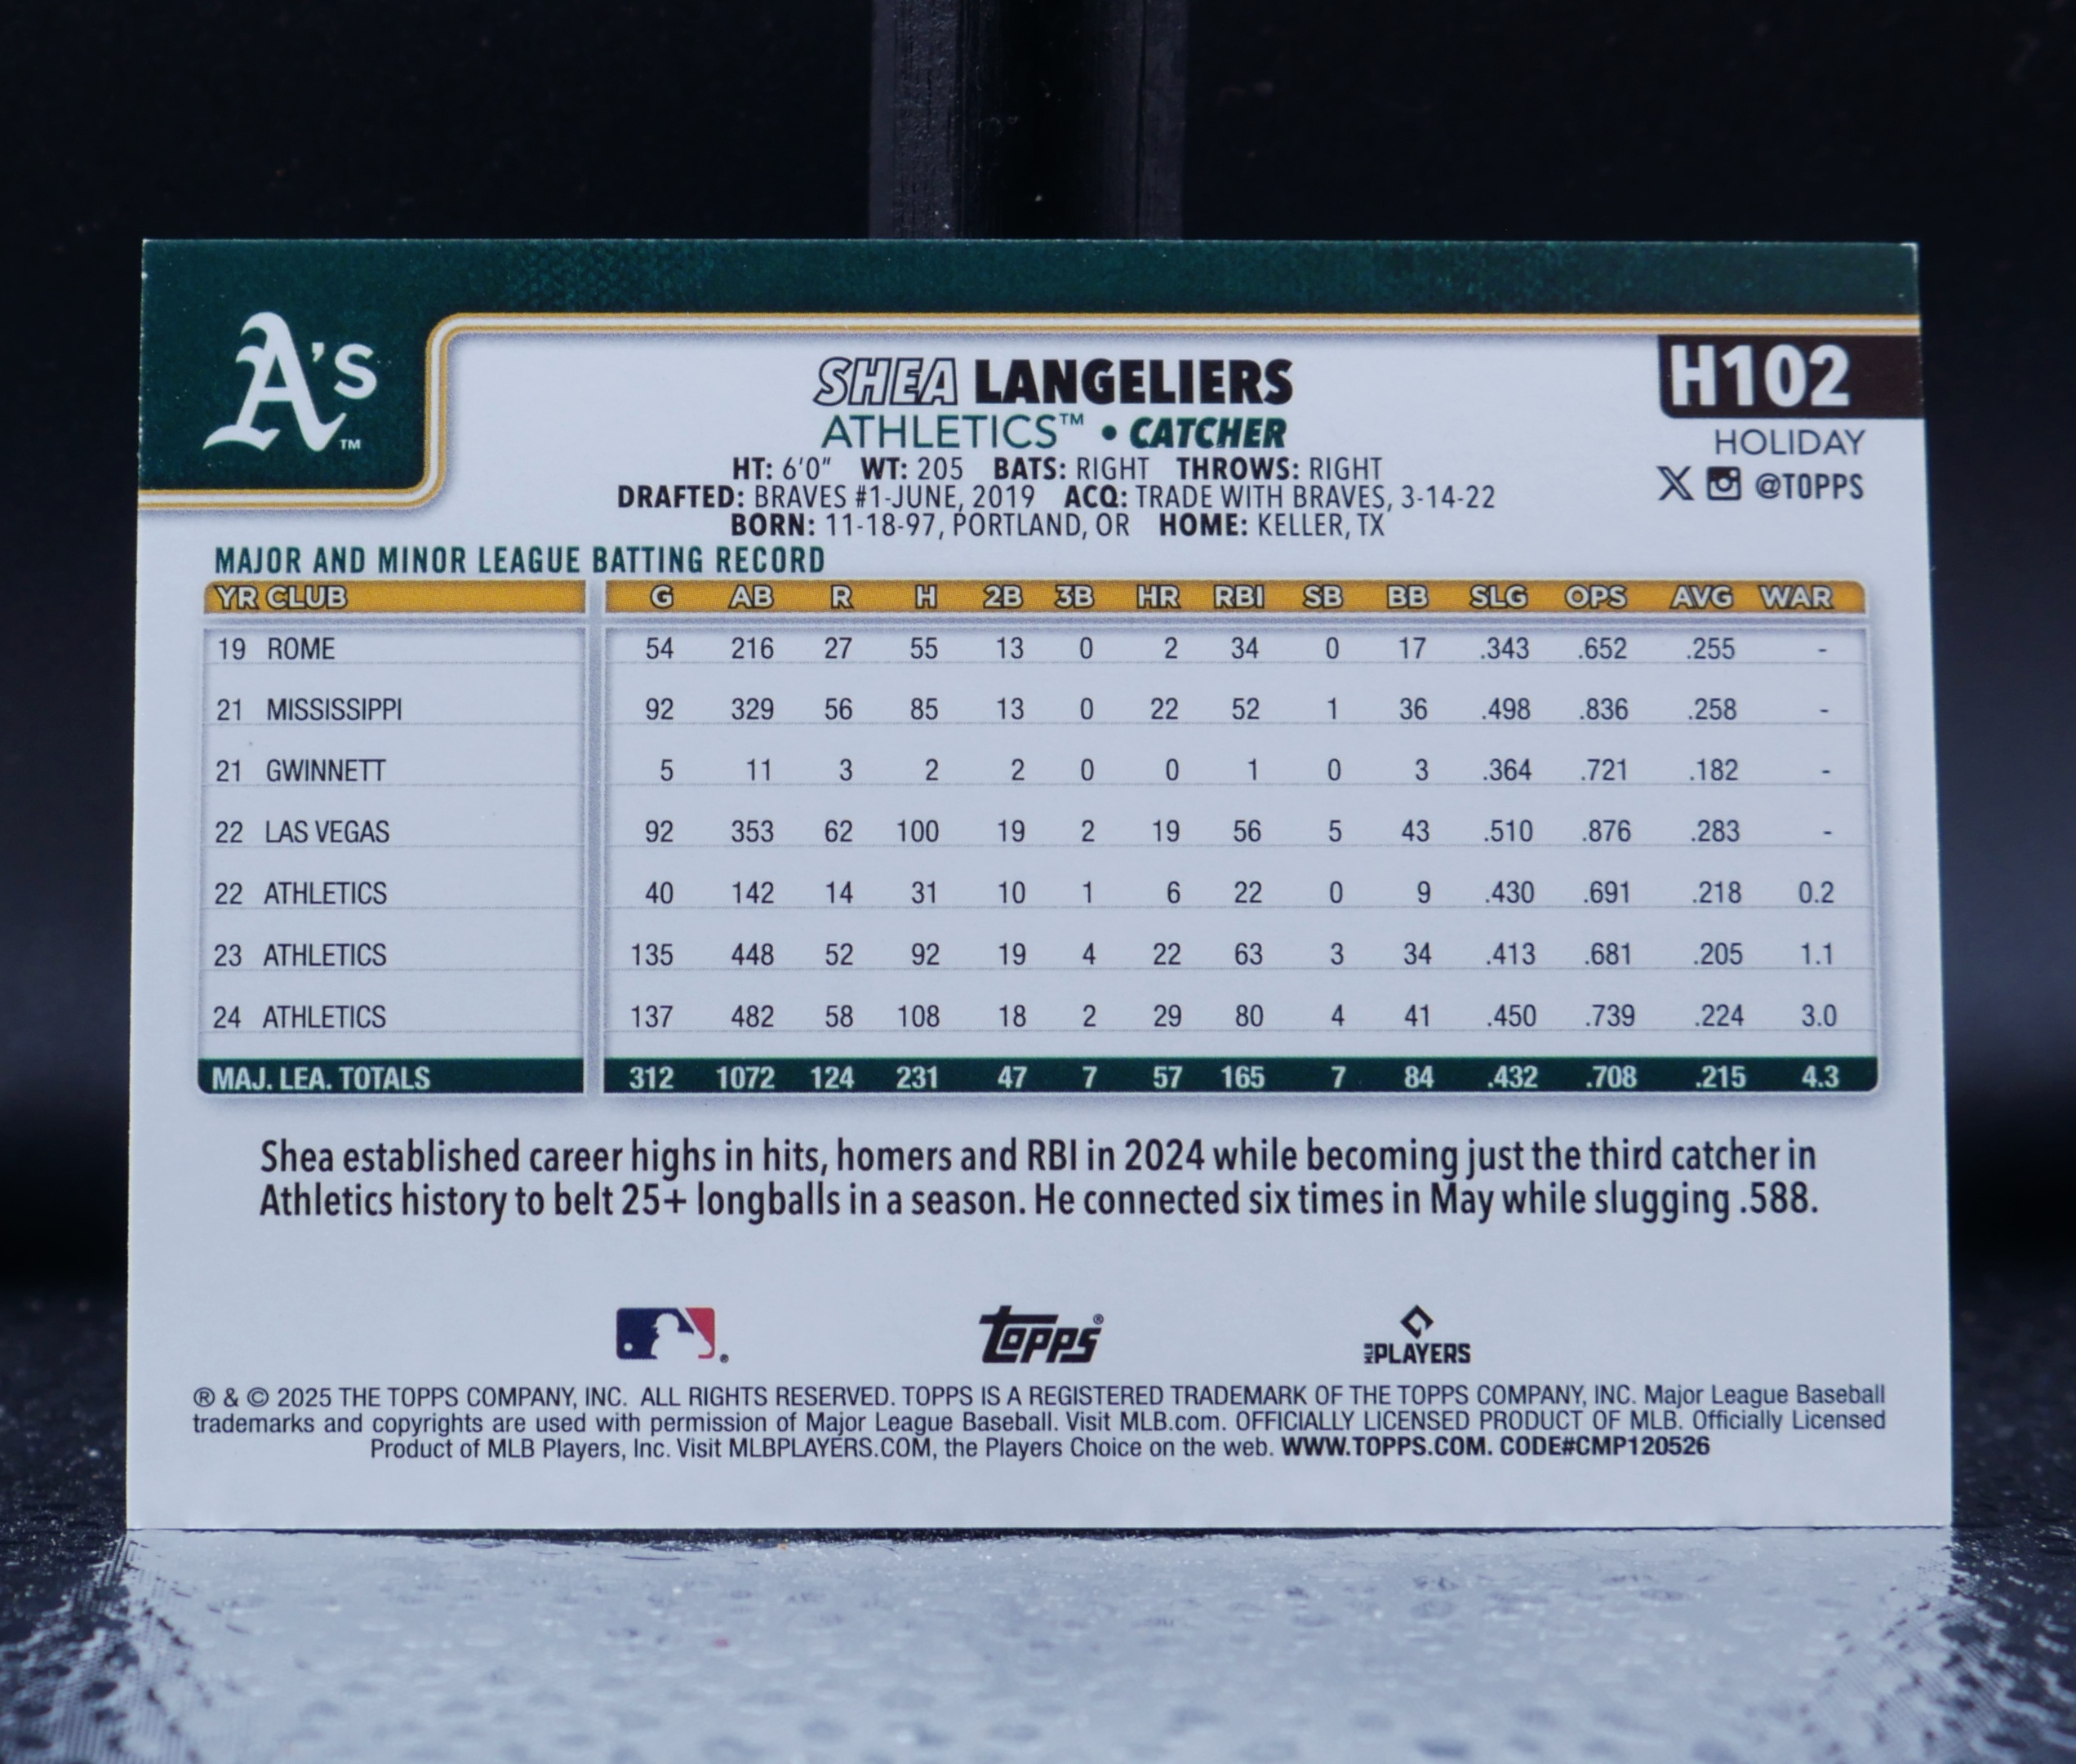 A's™
SHEA LANGELIERS
H102
ATHLETICS™ • CATCHER
HOLIDAY
HT: 6'0" WT: 205 BATS: RIGHT THROWS: RIGHT
X @TOPPS
DRAFTED: BRAVES #1-JUNE, 2019 ACQ: TRADE WITH BRAVES, 3-14-22
BORN: 11-18-97, PORTLAND, OR HOME: KELLER, TX
MAJOR AND MINOR LEAGUE BATTING RECORD
YR CLUB G AB R H 2B 3B HR RBI SB BB SLG OPS AVG WAR
19 ROME 54 216 27 55 13 0 2 34 0 17 .343 .652 .255 -
21 MISSISSIPPI 92 329 56 85 13 0 22 52 1 36 .498 .836 .258 -
21 GWINNETT 5 11 3 2 2 0 0 1 0 3 .364 .721 .182 -
22 LAS VEGAS 92 353 62 100 19 2 19 56 5 43 .510 .876 .283 -
22 ATHLETICS 40 142 14 31 10 1 6 22 0 9 .430 .691 .218 0.2
23 ATHLETICS 135 448 52 92 19 4 22 63 3 34 .413 .681 .205 1.1
24 ATHLETICS 137 482 58 108 18 2 29 80 4 41 .450 .739 .224 3.0
MAJ. LEA. TOTALS 312 1072 124 231 47 7 57 165 7 84 .432 .708 .215 4.3
Shea established career highs in hits, homers and RBI in 2024 while becoming just the third catcher in
Athletics history to belt 25+ longballs in a season. He connected six times in May while slugging .588.
®
Topps®
MLB PLAYERS
® & © 2025 THE TOPPS COMPANY, INC. ALL RIGHTS RESERVED. TOPPS IS A REGISTERED TRADEMARK OF THE TOPPS COMPANY, INC. Major League Baseball
trademarks and copyrights are used with permission of Major League Baseball. Visit MLB.com. OFFICIALLY LICENSED PRODUCT OF MLB. Officially Licensed
Product of MLB Players, Inc. Visit MLBPLAYERS.COM, the Players Choice on the web. WWW.TOPPS.COM. CODE#CMP120526